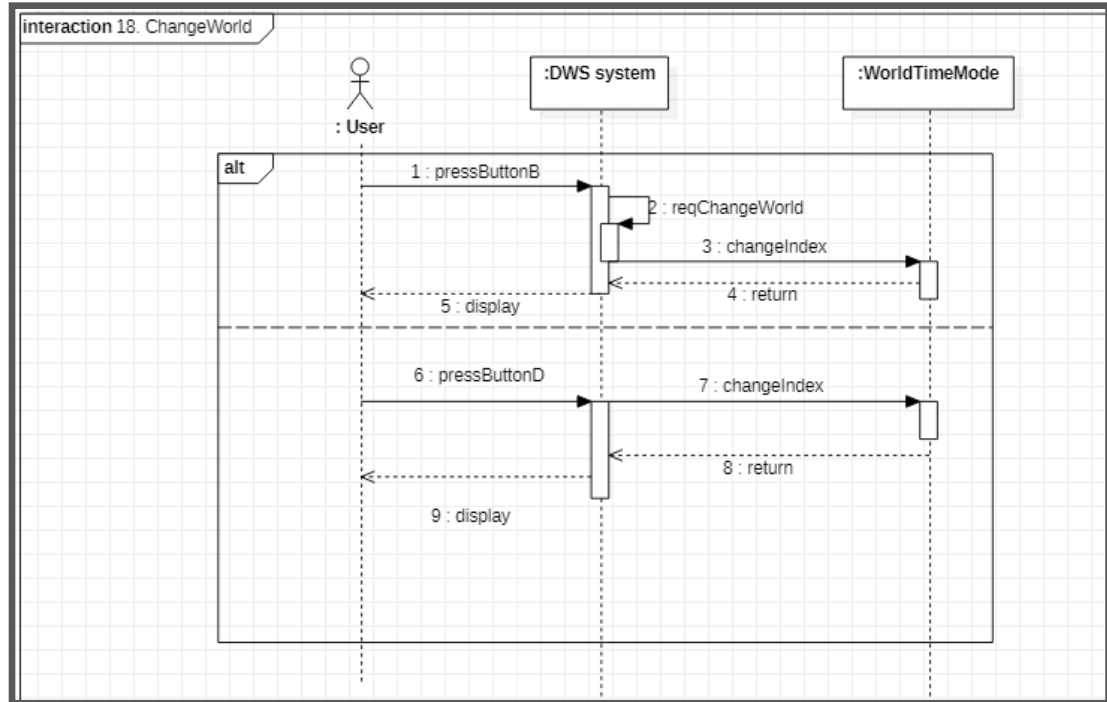 interaction 18. ChangeWorld
:DWS system
:WorldTimeMode
: User
alt
1 : pressButtonB
2 : reqChangeWorld
3 : changeIndex
4 : return
5 : display
6 : pressButtonD
7 : changeIndex
8 : return
9 : display